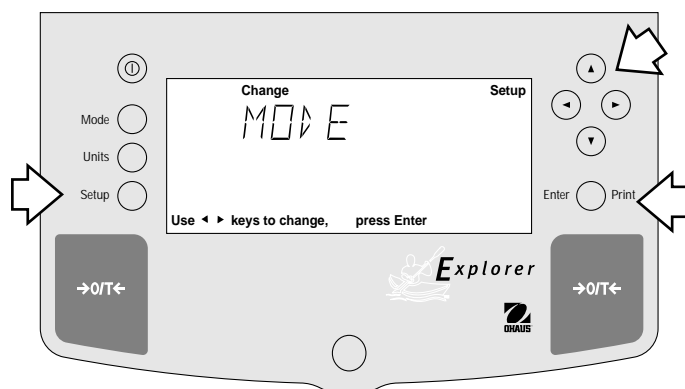 Change Setup
MODE
Mode
Units
Setup
Use ◄ ► keys to change, press Enter
Enter Print
Explorer
→0/T← →0/T←
OHAUS